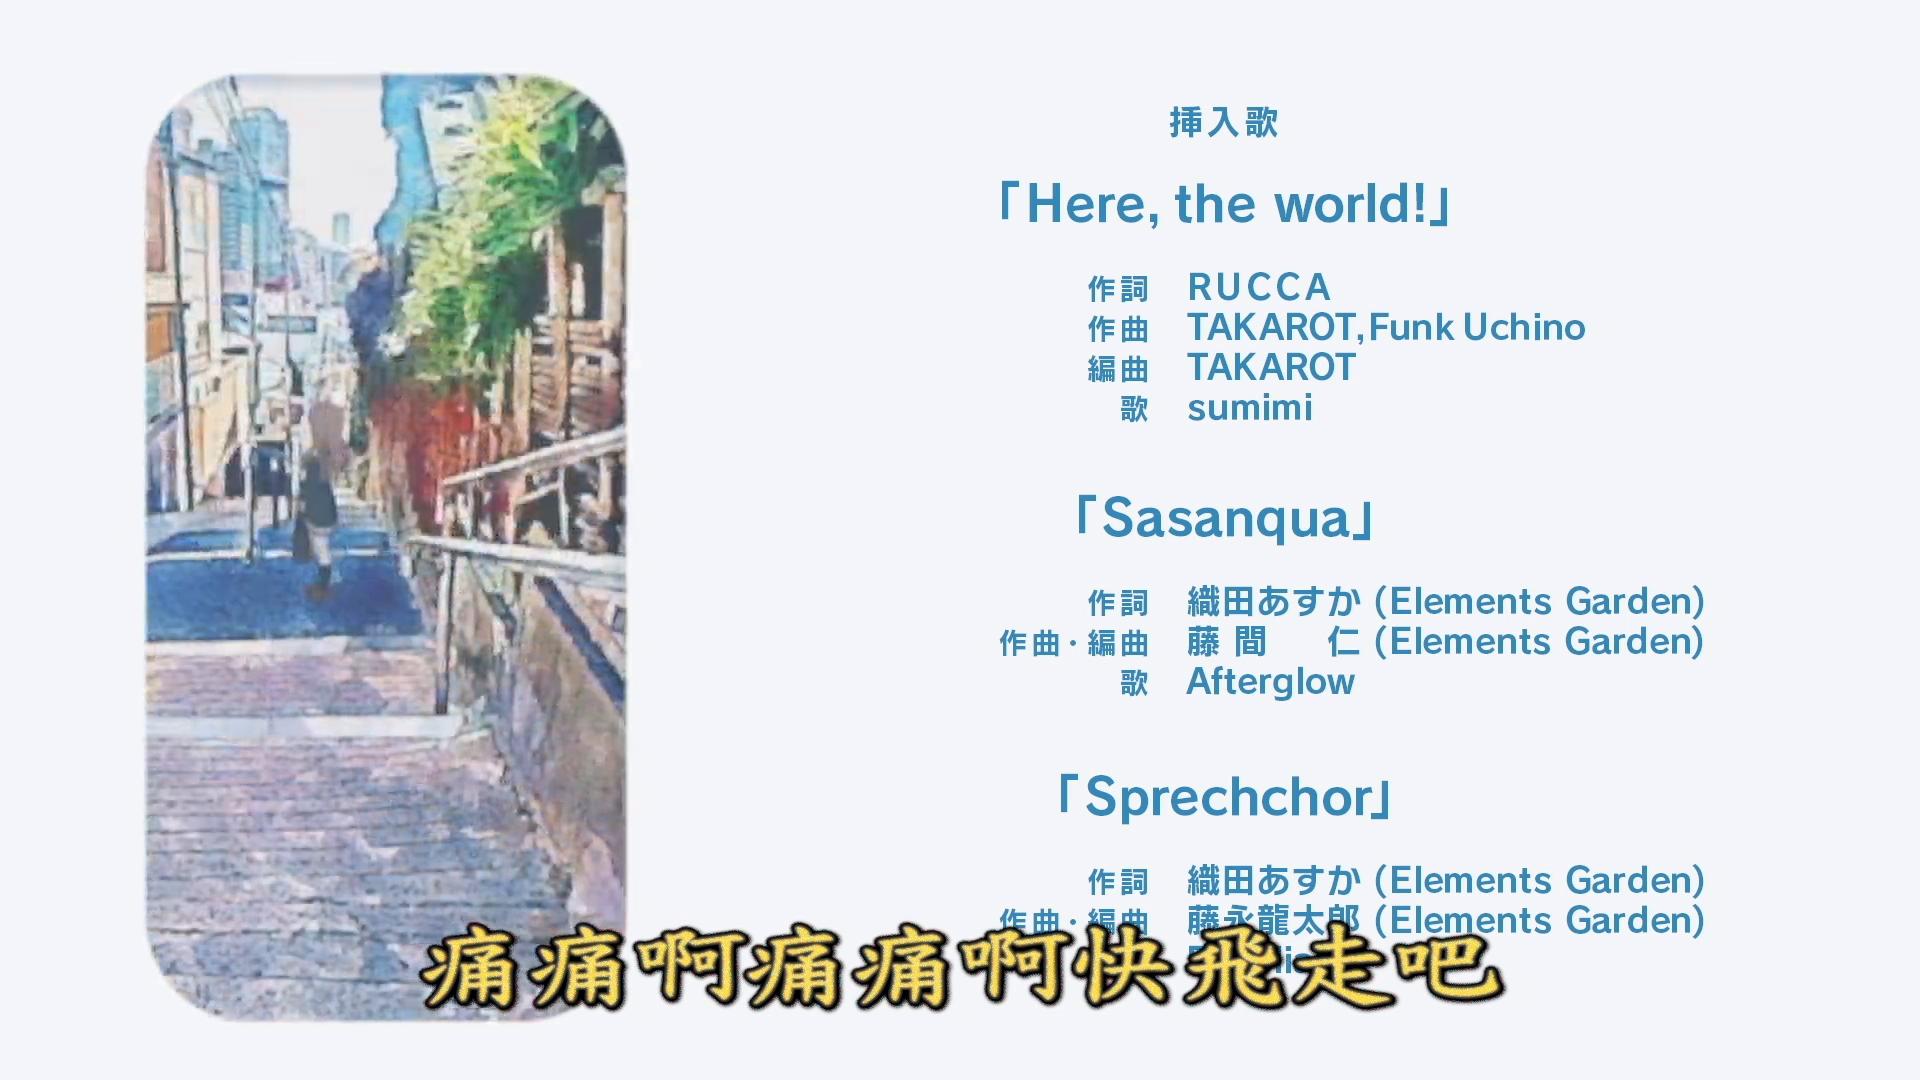 挿入歌
「Here, the world!」
作詞 RUCCA
作曲 TAKAROT, Funk Uchino
編曲 TAKAROT
歌 sumimi
「Sasanqua」
作詞 織田あすか (Elements Garden)
作曲・編曲 藤間 仁 (Elements Garden)
歌 Afterglow
「Sprechchor」
作詞 織田あすか (Elements Garden)
作曲・編曲 藤永龍太郎 (Elements Garden)
痛痛啊痛痛啊快飛走吧